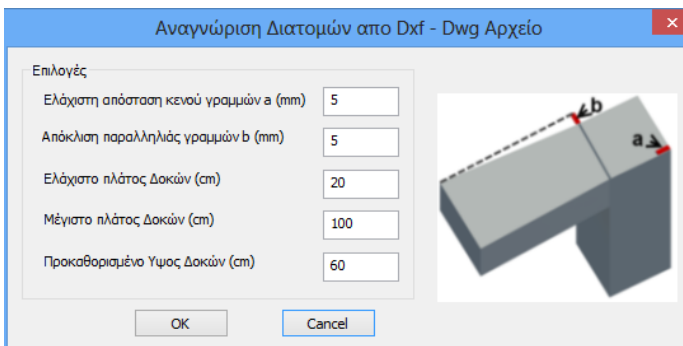 Αναγνώριση Διατομών απο Dxf - Dwg Αρχείο
Επιλογές
Ελάχιστη απόσταση κενού γραμμών a (mm) 5
Απόκλιση παραλληλιάς γραμμών b (mm) 5
Ελάχιστο πλάτος Δοκών (cm) 20
Μέγιστο πλάτος Δοκών (cm) 100
Προκαθορισμένο Υψος Δοκών (cm) 60
b
a
OK Cancel